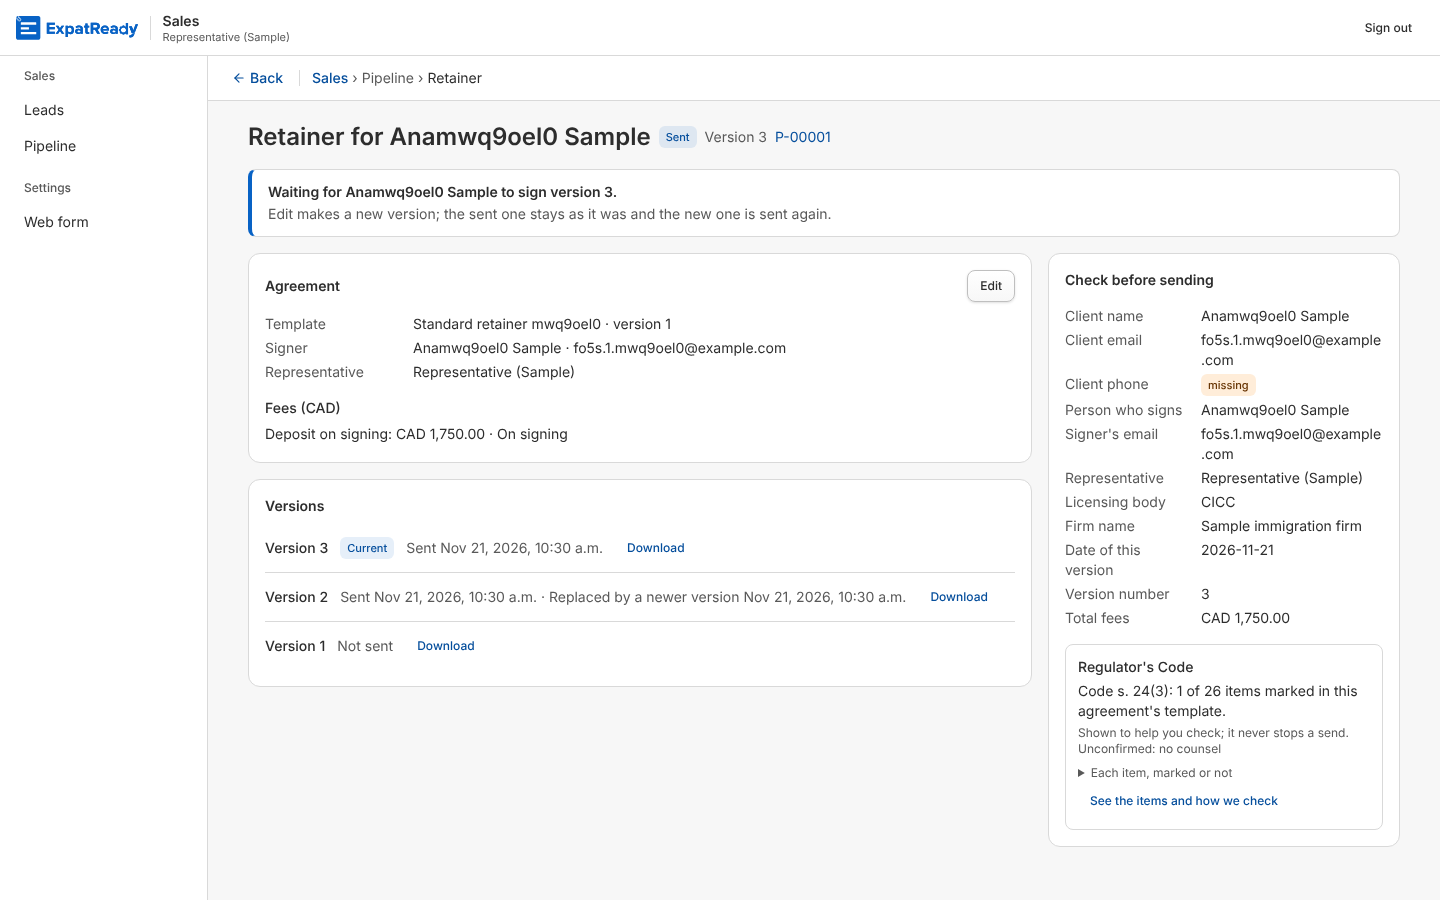 ExpatReady
Sales
Representative (Sample)
Sign out
Sales
Leads
Pipeline
Settings
Web form
← Back
Sales › Pipeline › Retainer
Retainer for Anamwq9oel0 Sample Sent Version 3 P-00001
Waiting for Anamwq9oel0 Sample to sign version 3.
Edit makes a new version; the sent one stays as it was and the new one is sent again.
Agreement
Edit
Template Standard retainer mwq9oel0 · version 1
Signer Anamwq9oel0 Sample · fo5s.1.mwq9oel0@example.com
Representative Representative (Sample)
Fees (CAD)
Deposit on signing: CAD 1,750.00 · On signing
Versions
Version 3 Current Sent Nov 21, 2026, 10:30 a.m. Download
Version 2 Sent Nov 21, 2026, 10:30 a.m. · Replaced by a newer version Nov 21, 2026, 10:30 a.m. Download
Version 1 Not sent Download
Check before sending
Client name Anamwq9oel0 Sample
Client email fo5s.1.mwq9oel0@example
.com
Client phone missing
Person who signs Anamwq9oel0 Sample
Signer's email fo5s.1.mwq9oel0@example
.com
Representative Representative (Sample)
Licensing body CICC
Firm name Sample immigration firm
Date of this 2026-11-21
version
Version number 3
Total fees CAD 1,750.00
Regulator's Code
Code s. 24(3): 1 of 26 items marked in this
agreement's template.
Shown to help you check; it never stops a send.
Unconfirmed: no counsel
▶ Each item, marked or not
See the items and how we check